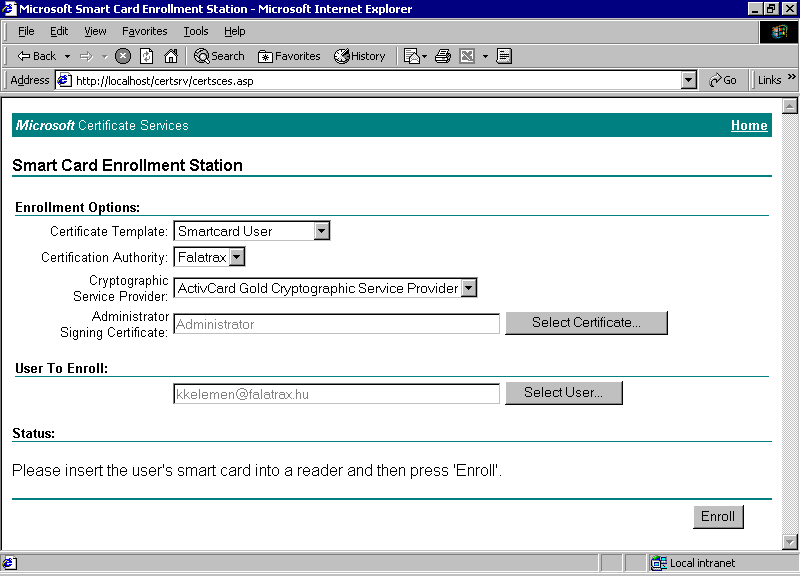 Microsoft Smart Card Enrollment Station - Microsoft Internet Explorer
File Edit View Favorites Tools Help
Back Search Favorites History
Address http://localhost/certsrv/certsces.asp Go Links »
Microsoft Certificate Services Home
Smart Card Enrollment Station
Enrollment Options:
Certificate Template: Smartcard User
Certification Authority: Falatrax
Cryptographic
Service Provider: ActivCard Gold Cryptographic Service Provider
Administrator
Signing Certificate: Administrator Select Certificate...
User To Enroll:
kkelemen@falatrax.hu Select User...
Status:
Please insert the user's smart card into a reader and then press 'Enroll'.
Enroll
Local intranet